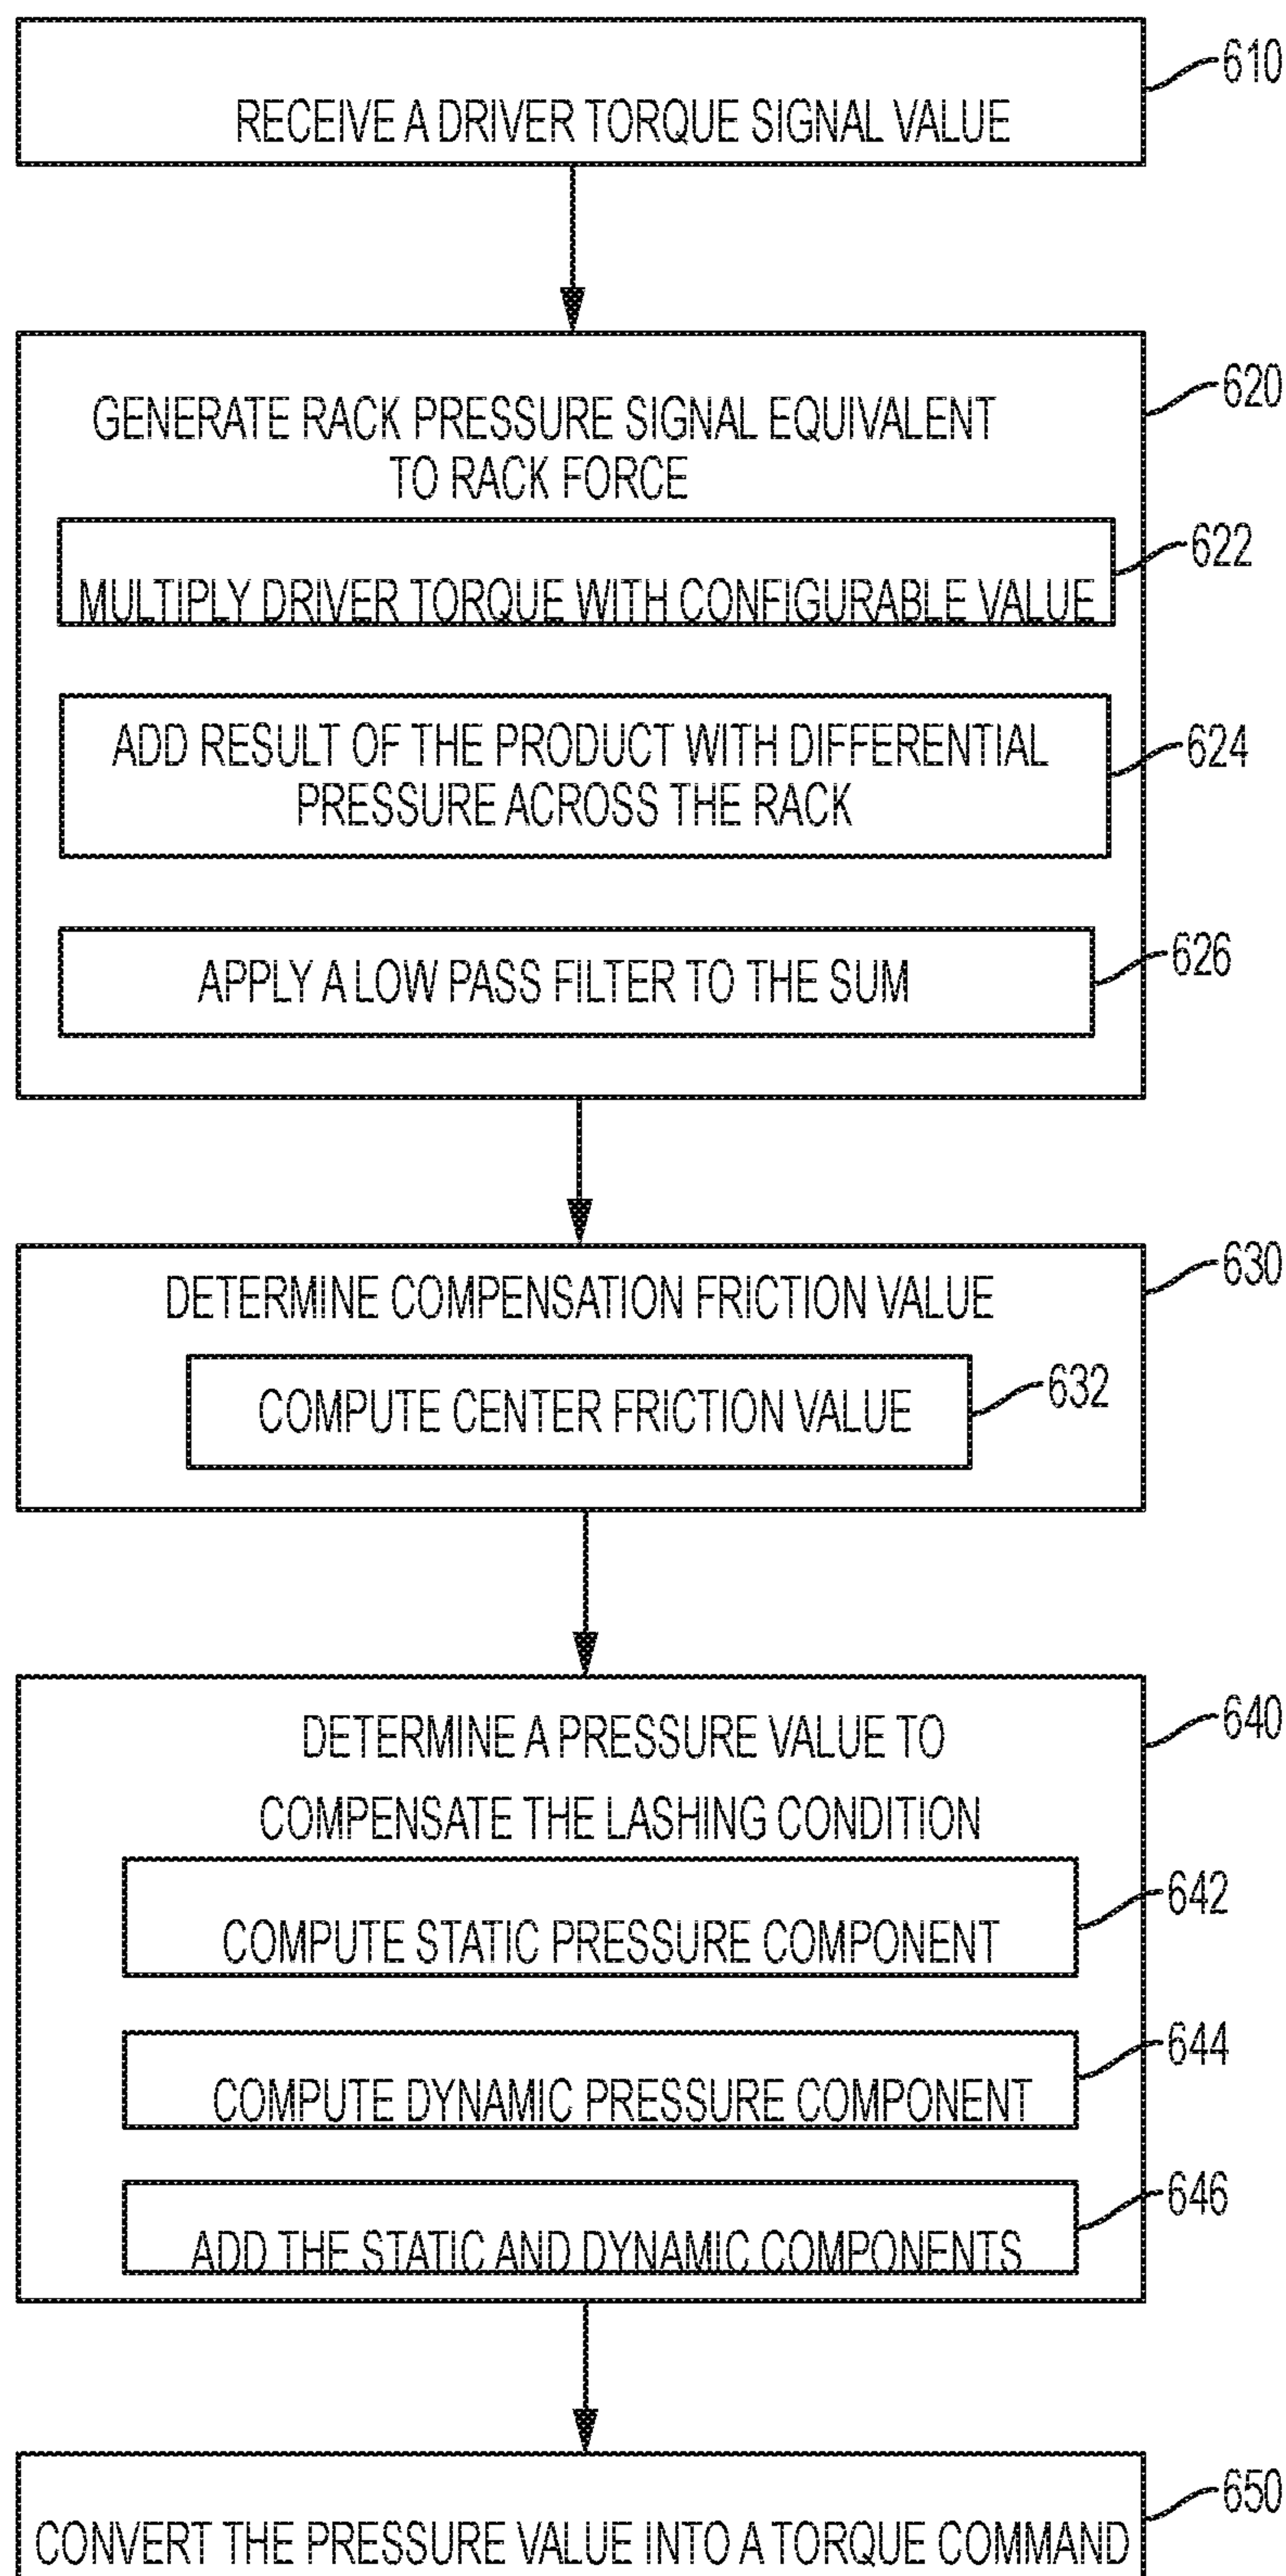 610
RECEIVE A DRIVER TORQUE SIGNAL VALUE
620
GENERATE RACK PRESSURE SIGNAL EQUIVALENT
TO RACK FORCE
622
MULTIPLY DRIVER TORQUE WITH CONFIGURABLE VALUE
624
ADD RESULT OF THE PRODUCT WITH DIFFERENTIAL
PRESSURE ACROSS THE RACK
626
APPLY A LOW PASS FILTER TO THE SUM
630
DETERMINE COMPENSATION FRICTION VALUE
632
COMPUTE CENTER FRICTION VALUE
640
DETERMINE A PRESSURE VALUE TO
COMPENSATE THE LASHING CONDITION
642
COMPUTE STATIC PRESSURE COMPONENT
644
COMPUTE DYNAMIC PRESSURE COMPONENT
646
ADD THE STATIC AND DYNAMIC COMPONENTS
650
CONVERT THE PRESSURE VALUE INTO A TORQUE COMMAND